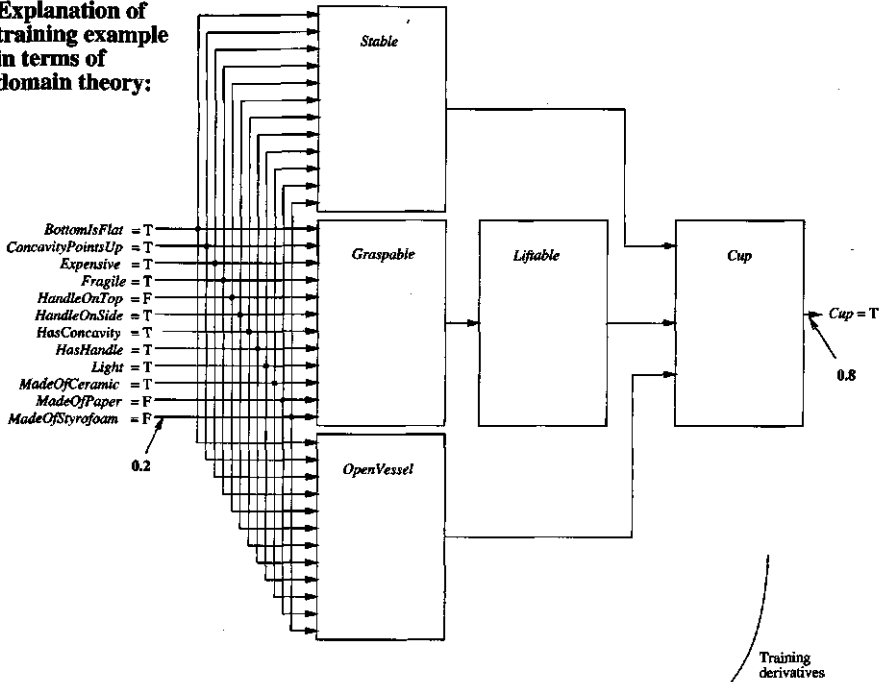 Explanation of
training example
in terms of
domain theory:
Stable
BottomIsFlat = T
ConcavityPointsUp = T
Expensive = T
Fragile = T
HandleOnTop = F
HandleOnSide = T
HasConcavity = T
HasHandle = T
Light = T
MadeOfCeramic = T
MadeOfPaper = F
MadeOfStyrofoam = F
0.2
Graspable
Liftable
Cup
Cup = T
0.8
OpenVessel
Training
derivatives